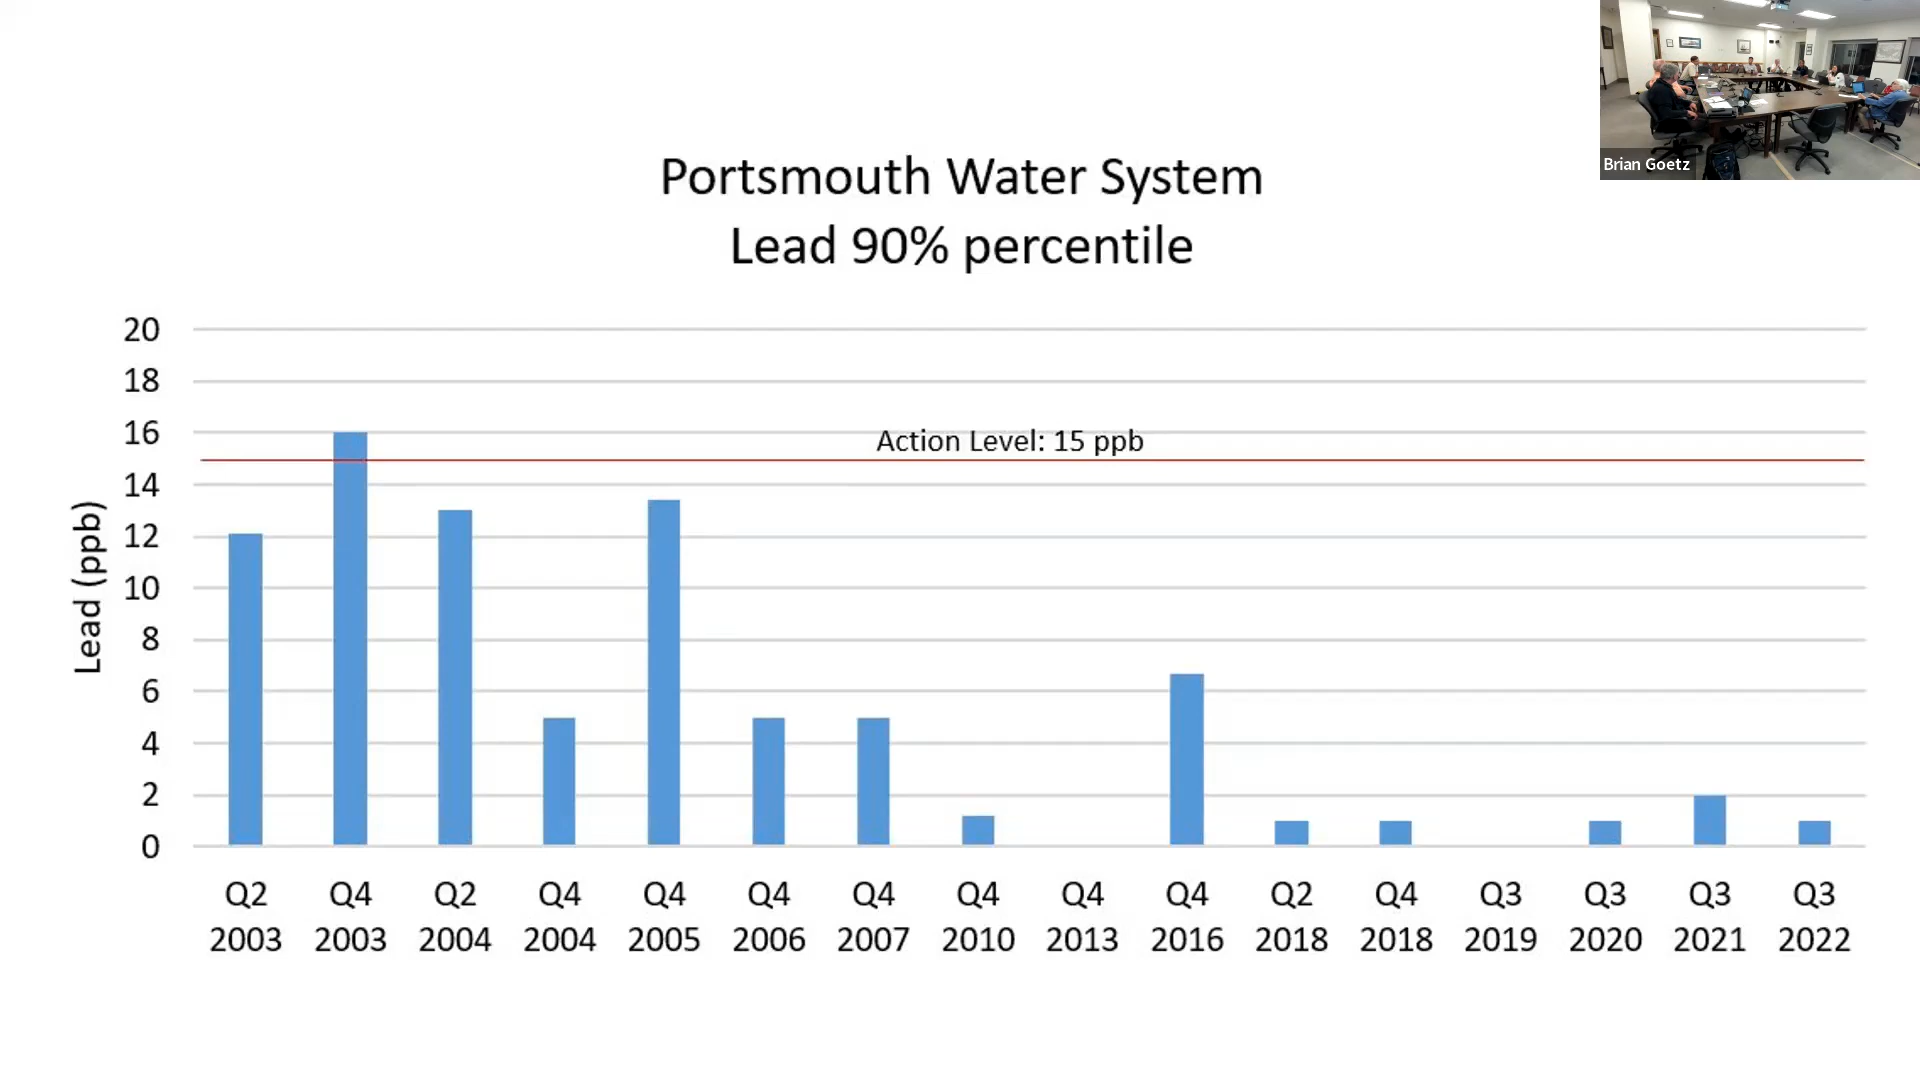 Brian Goetz
Portsmouth Water System
Lead 90% percentile
20
18
16
14
12
10
8
6
4
2
0
Lead (ppb)
Action Level: 15 ppb
Q2 Q4 Q2 Q4 Q4 Q4 Q4 Q4 Q4 Q4 Q2 Q4 Q3 Q3 Q3 Q3
2003 2003 2004 2004 2005 2006 2007 2010 2013 2016 2018 2018 2019 2020 2021 2022